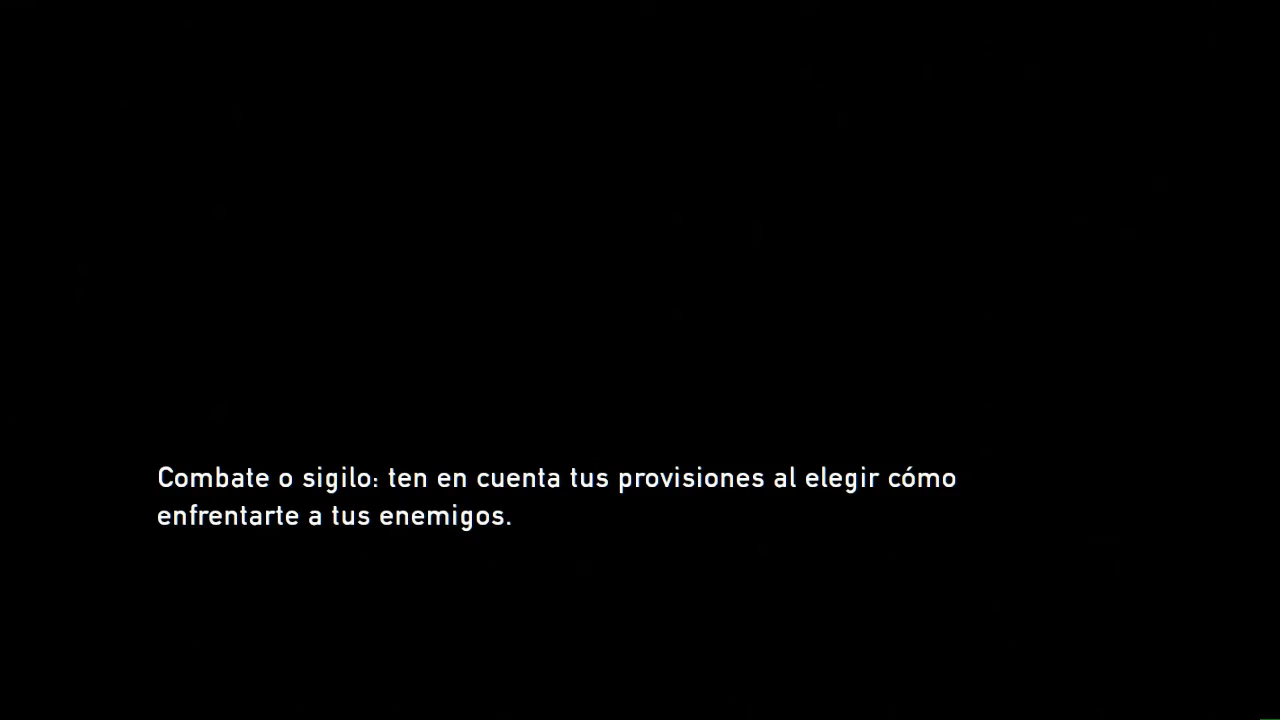 Combate o sigilo: ten en cuenta tus provisiones al elegir cómo
enfrentarte a tus enemigos.